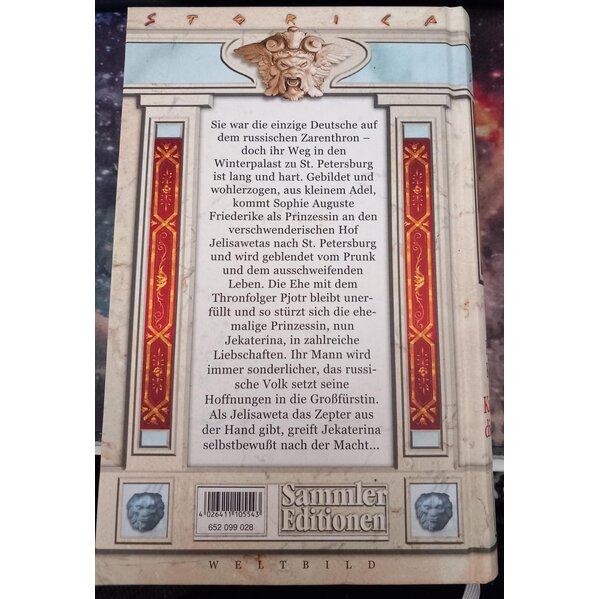 STORICA
Sie war die einzige Deutsche auf
dem russischen Zarenthron –
doch ihr Weg in den
Winterpalast zu St. Petersburg
ist lang und hart. Gebildet und
wohlerzogen, aus kleinem Adel,
kommt Sophie Auguste
Friederike als Prinzessin an den
verschwenderischen Hof
Jelisawetas nach St. Petersburg
und wird geblendet vom Prunk
und dem ausschweifenden
Leben. Die Ehe mit dem
Thronfolger Pjotr bleibt uner-
füllt und so stürzt sich die ehe-
malige Prinzessin, nun
Jekaterina, in zahlreiche
Liebschaften. Ihr Mann wird
immer sonderlicher, das russi-
sche Volk setzt seine
Hoffnungen in die Großfürstin.
Als Jelisaweta das Zepter aus
der Hand gibt, greift Jekaterina
selbstbewußt nach der Macht...
4 026411 105543
652 099 028
Sammler
Editionen
WELTBILD